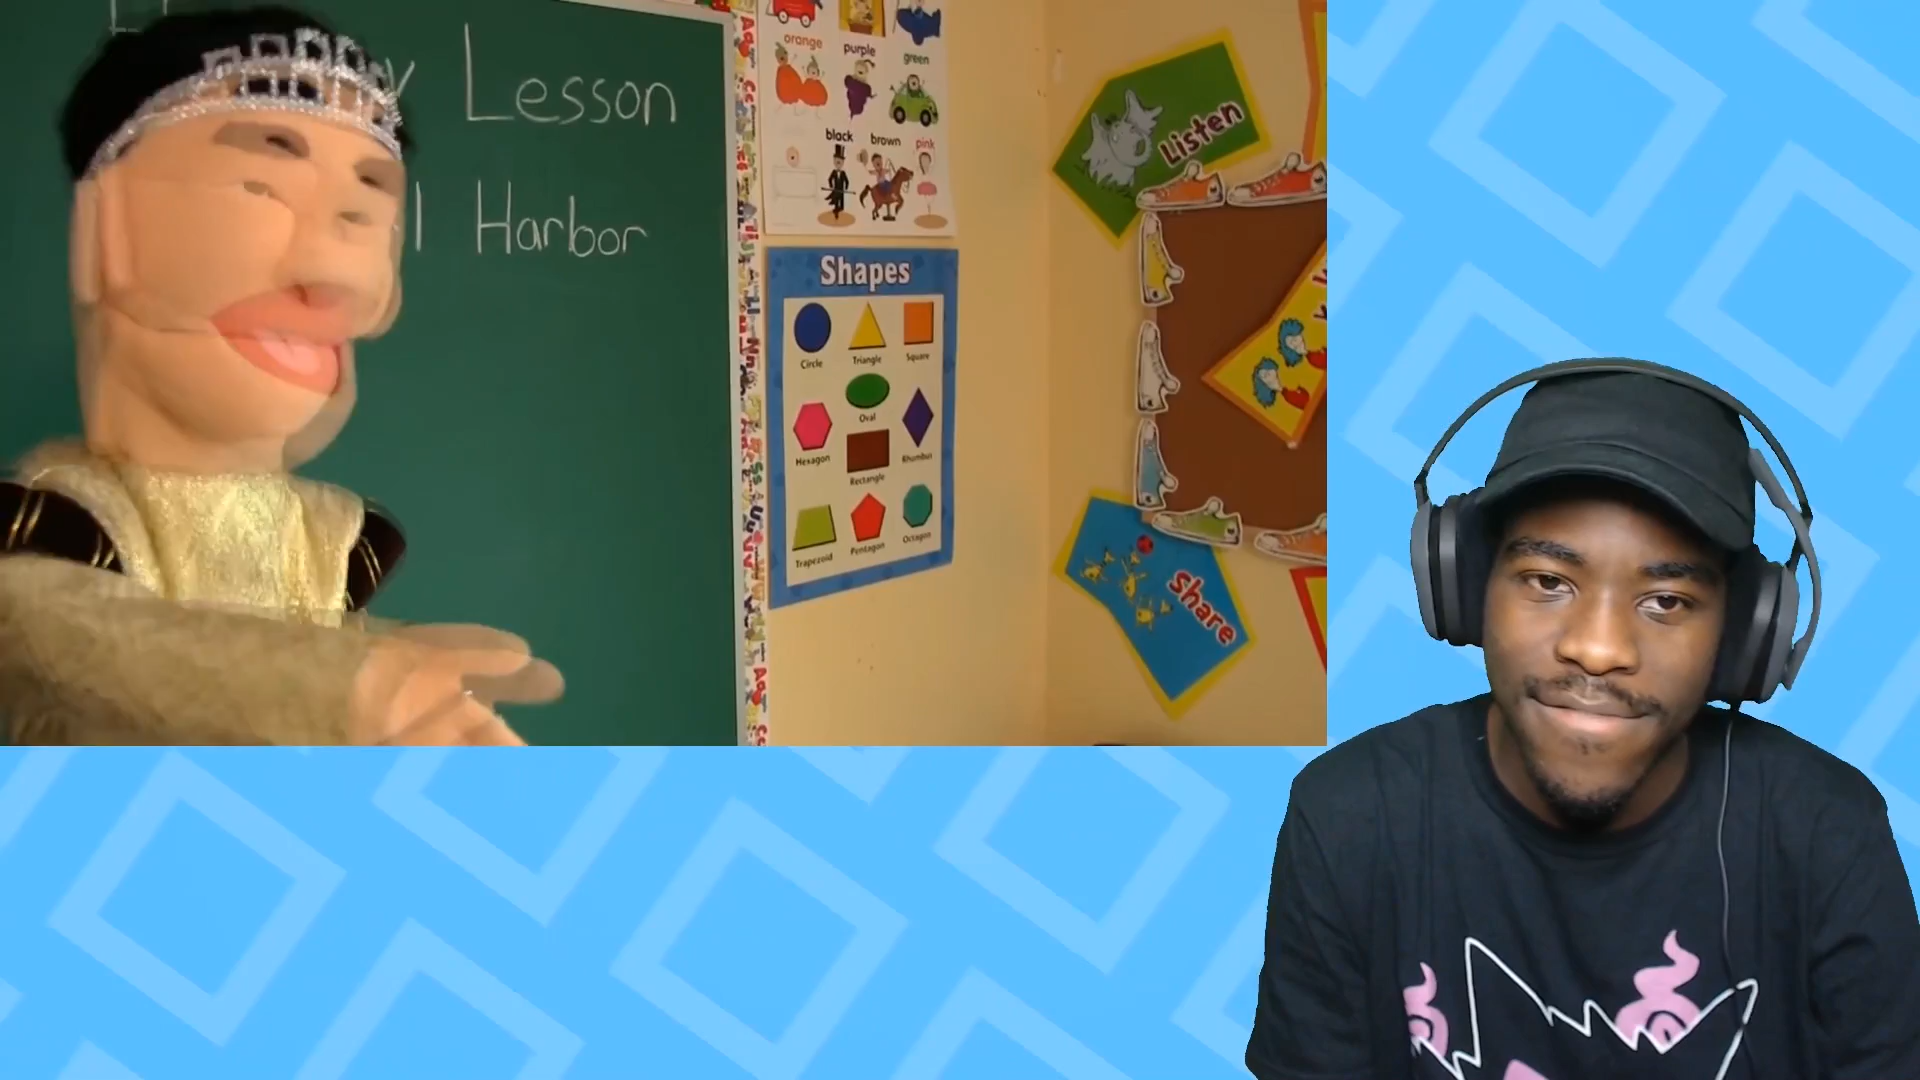 Lesson
Harbor
orange
purple
green
black
brown
pink
Shapes
Circle
Triangle
Square
Oval
Hexagon
Rhombus
Rectangle
Trapezoid
Pentagon
Octagon
Listen
Share